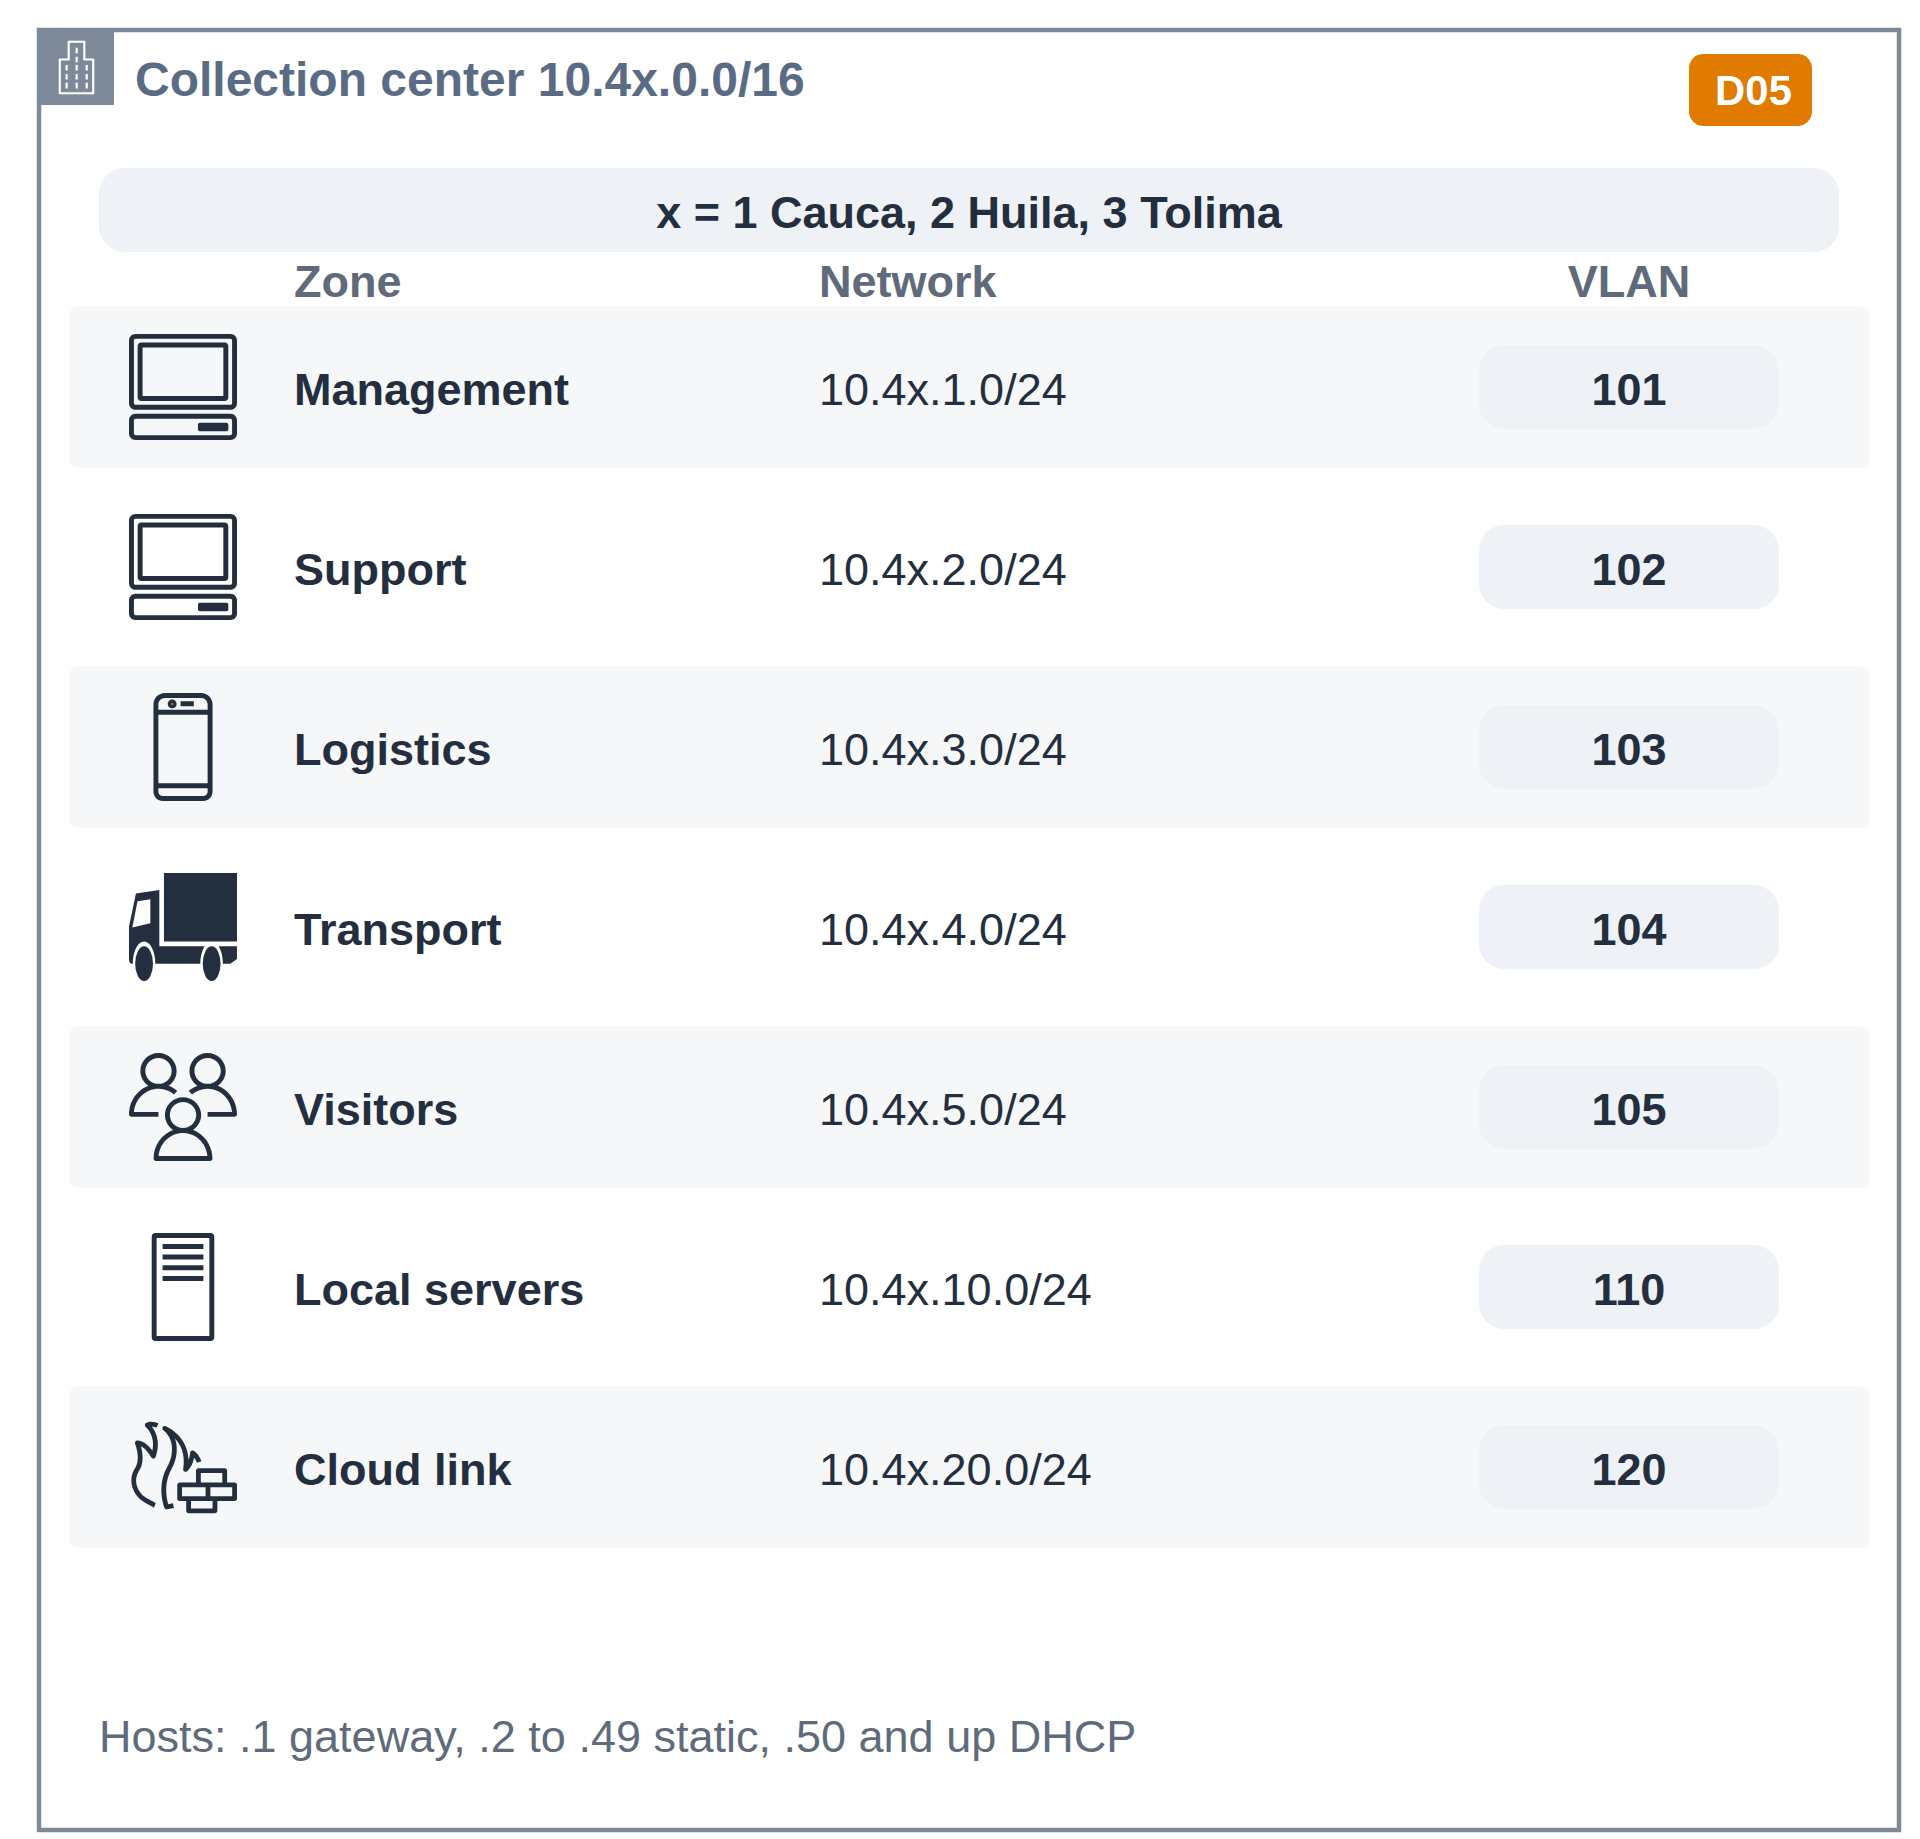 Collection center 10.4x.0.0/16
D05
x = 1 Cauca, 2 Huila, 3 Tolima
Zone Network VLAN
Management 10.4x.1.0/24 101
Support 10.4x.2.0/24 102
Logistics 10.4x.3.0/24 103
Transport 10.4x.4.0/24 104
Visitors 10.4x.5.0/24 105
Local servers 10.4x.10.0/24 110
Cloud link 10.4x.20.0/24 120
Hosts: .1 gateway, .2 to .49 static, .50 and up DHCP